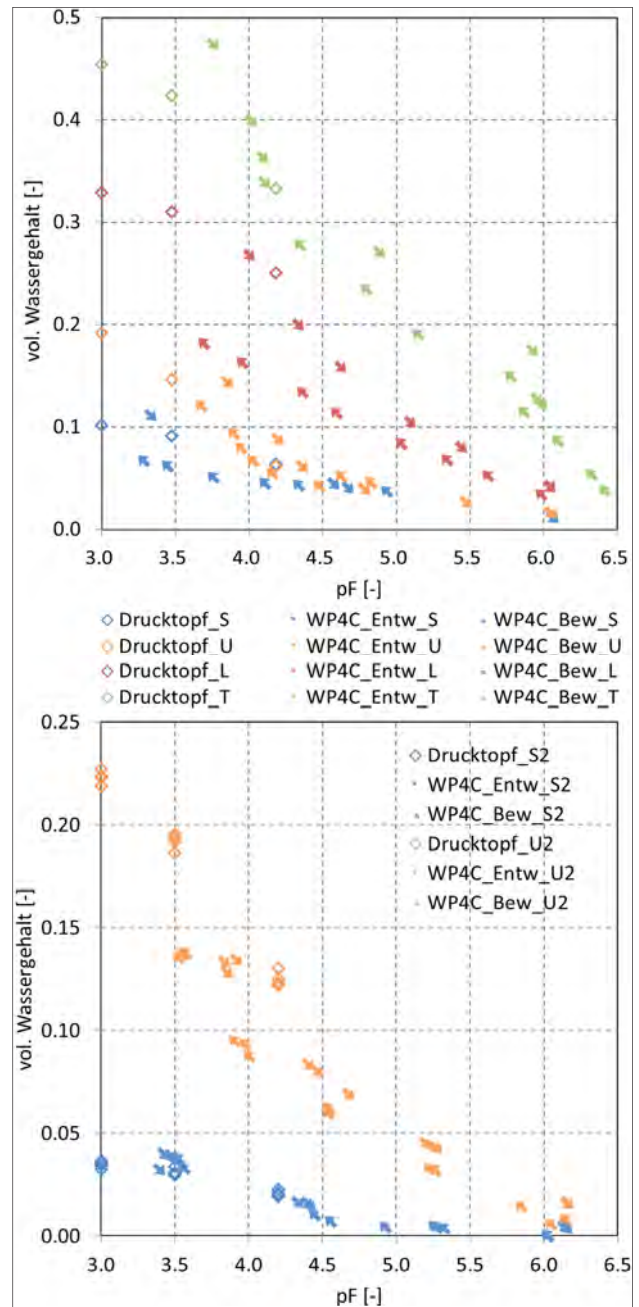 0.5
0.4
0.3
0.2
0.1
0.0
vol. Wassergehalt [-]
3.0 3.5 4.0 4.5 5.0 5.5 6.0 6.5
pF [-]
Drucktopf_S WP4C_Entw_S WP4C_Bew_S
Drucktopf_U WP4C_Entw_U WP4C_Bew_U
Drucktopf_L WP4C_Entw_L WP4C_Bew_L
Drucktopf_T WP4C_Entw_T WP4C_Bew_T
0.25
0.20
0.15
0.10
0.05
0.00
vol. Wassergehalt [-]
Drucktopf_S2
WP4C_Entw_S2
WP4C_Bew_S2
Drucktopf_U2
WP4C_Entw_U2
WP4C_Bew_U2
3.0 3.5 4.0 4.5 5.0 5.5 6.0 6.5
pF [-]